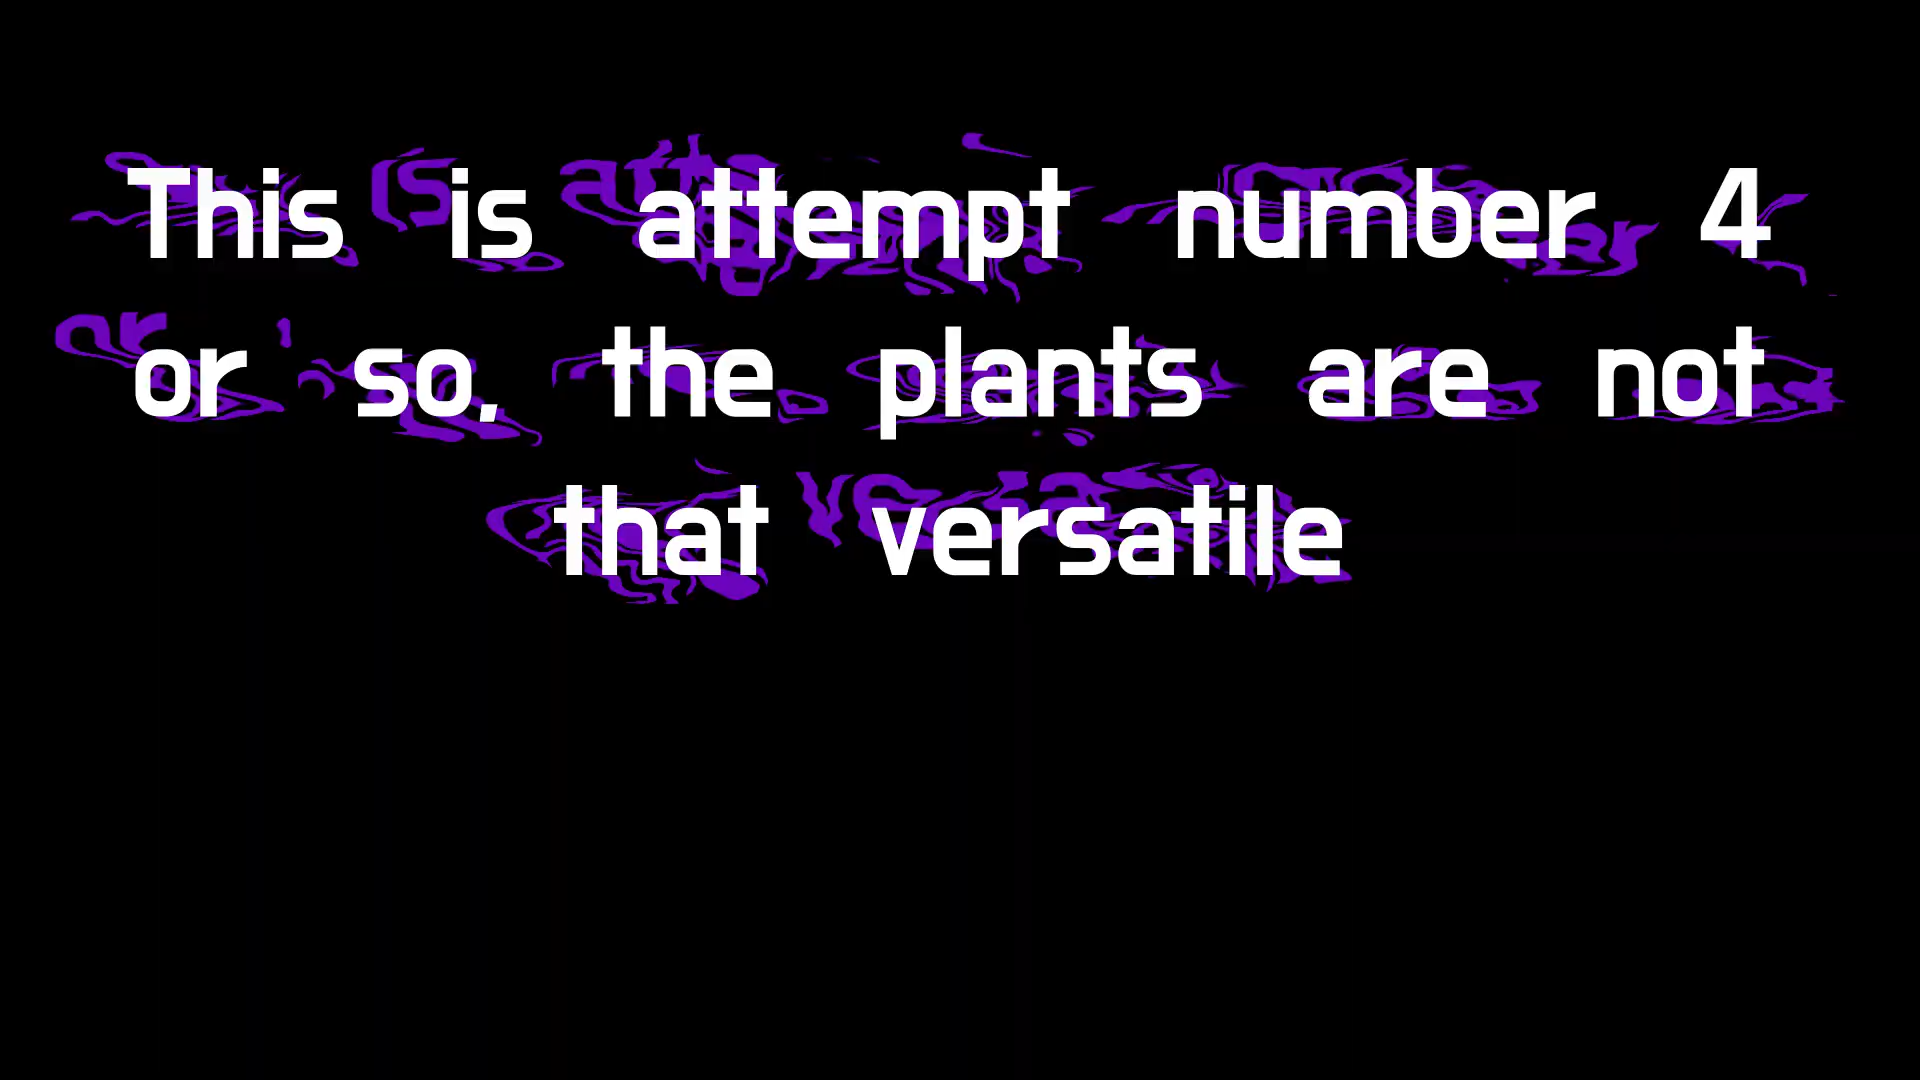 This is attempt number 4
or so, the plants are not
that versatile